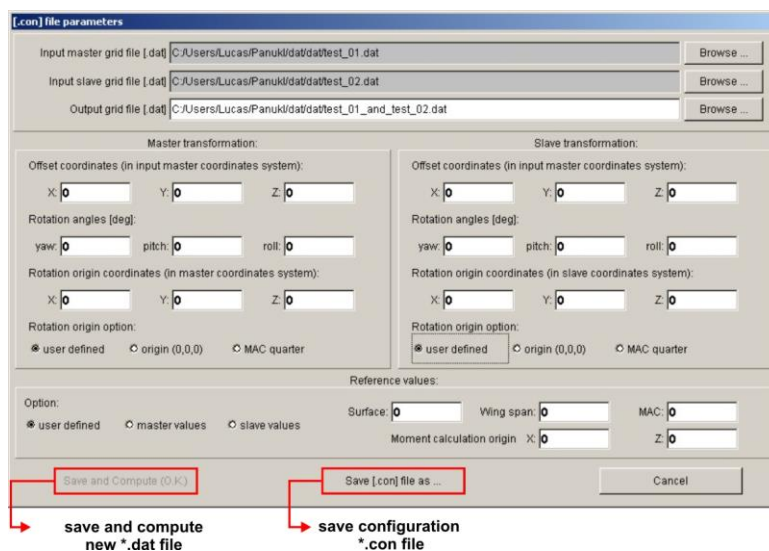 [.con] file parameters
Input master grid file [.dat] C:/Users/Lucas/Panukl/dat/dat/test_01.dat Browse ...
Input slave grid file [.dat] C:/Users/Lucas/Panukl/dat/dat/test_02.dat Browse ...
Output grid file [.dat] C:/Users/Lucas/Panukl/dat/dat/test_01_and_test_02.dat Browse ...
Master transformation:
Offset coordinates (in input master coordinates system):
X: 0 Y: 0 Z: 0
Rotation angles [deg]:
yaw: 0 pitch: 0 roll: 0
Rotation origin coordinates (in master coordinates system):
X: 0 Y: 0 Z: 0
Rotation origin option:
user defined origin (0,0,0) MAC quarter
Slave transformation:
Offset coordinates (in input master coordinates system):
X: 0 Y: 0 Z: 0
Rotation angles [deg]:
yaw: 0 pitch: 0 roll: 0
Rotation origin coordinates (in slave coordinates system):
X: 0 Y: 0 Z: 0
Rotation origin option:
user defined origin (0,0,0) MAC quarter
Reference values:
Option:
user defined master values slave values
Surface: 0 Wing span: 0 MAC: 0
Moment calculation origin X: 0 Z: 0
Save and Compute (O.K.) Save [.con] file as ... Cancel
save and compute
new *.dat file
save configuration
*.con file